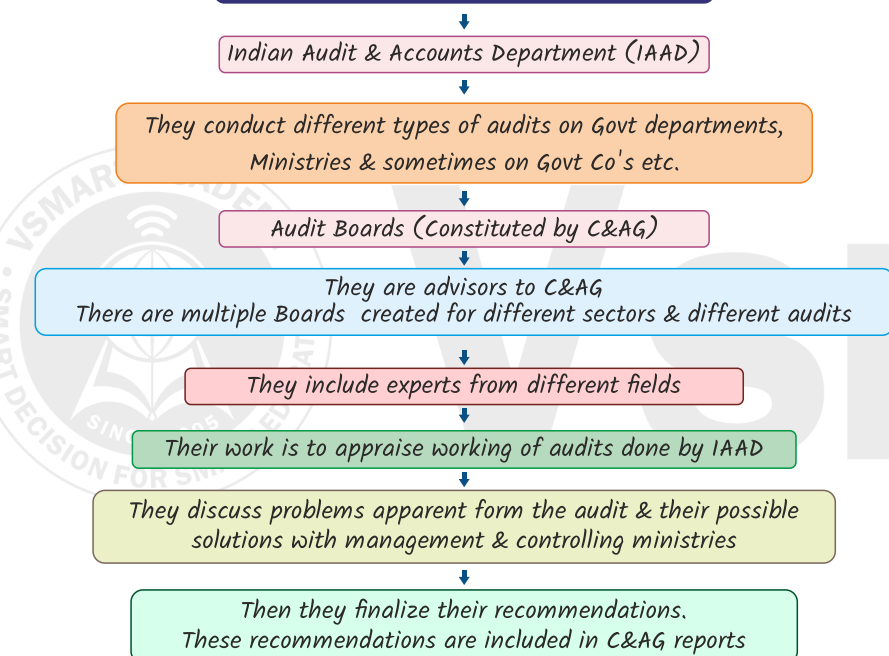 Indian Audit & Accounts Department (IAAD)
They conduct different types of audits on Govt departments,
Ministries & sometimes on Govt Co's etc.
Audit Boards (Constituted by C&AG)
They are advisors to C&AG
There are multiple Boards created for different sectors & different audits
They include experts from different fields
Their work is to appraise working of audits done by IAAD
They discuss problems apparent form the audit & their possible
solutions with management & controlling ministries
Then they finalize their recommendations.
These recommendations are included in C&AG reports